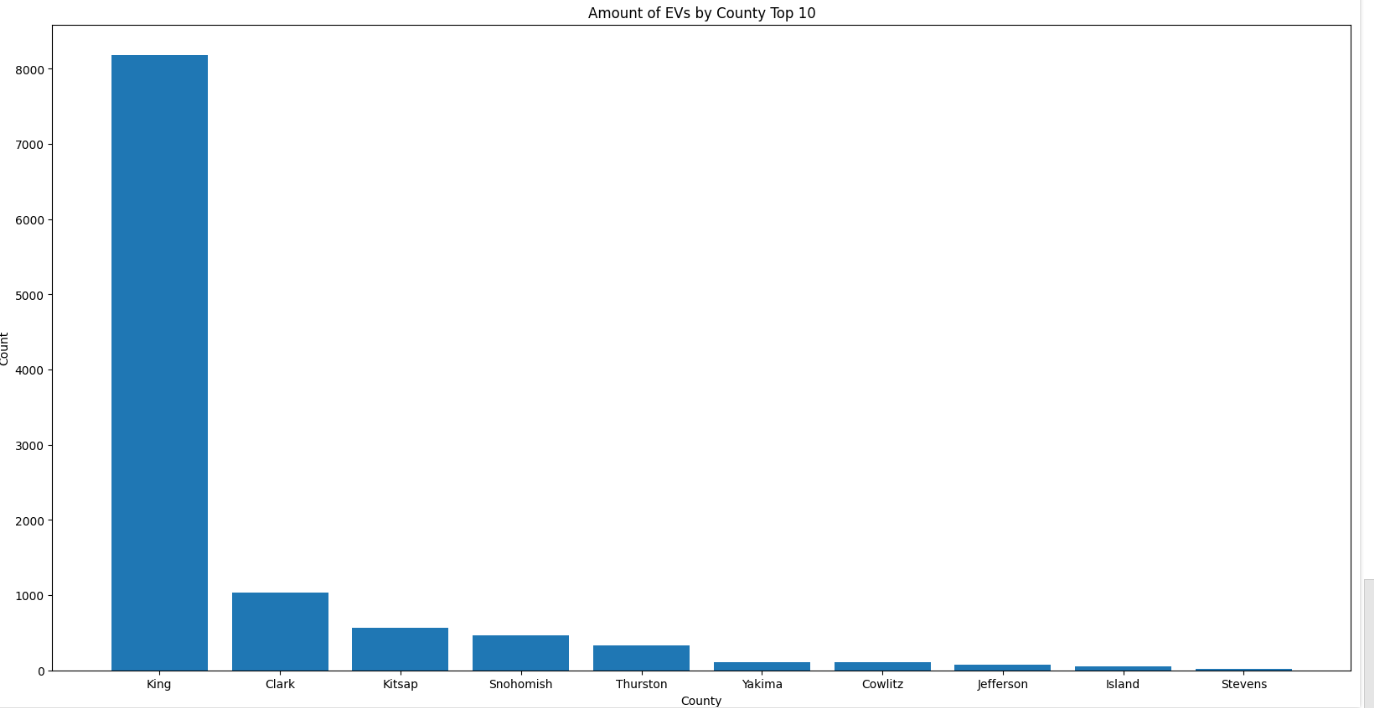 Amount of EVs by County Top 10
8000
7000
6000
5000
4000
3000
2000
1000
0
Count
King Clark Kitsap Snohomish Thurston Yakima Cowlitz Jefferson Island Stevens
County